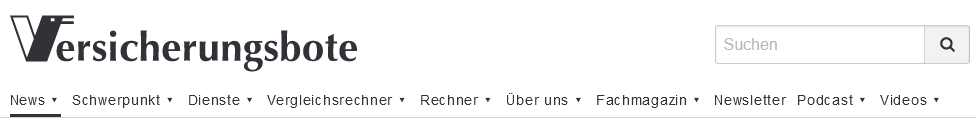 Versicherungsbote
Suchen
News Schwerpunkt Dienste Vergleichsrechner Rechner Über uns Fachmagazin Newsletter Podcast Videos